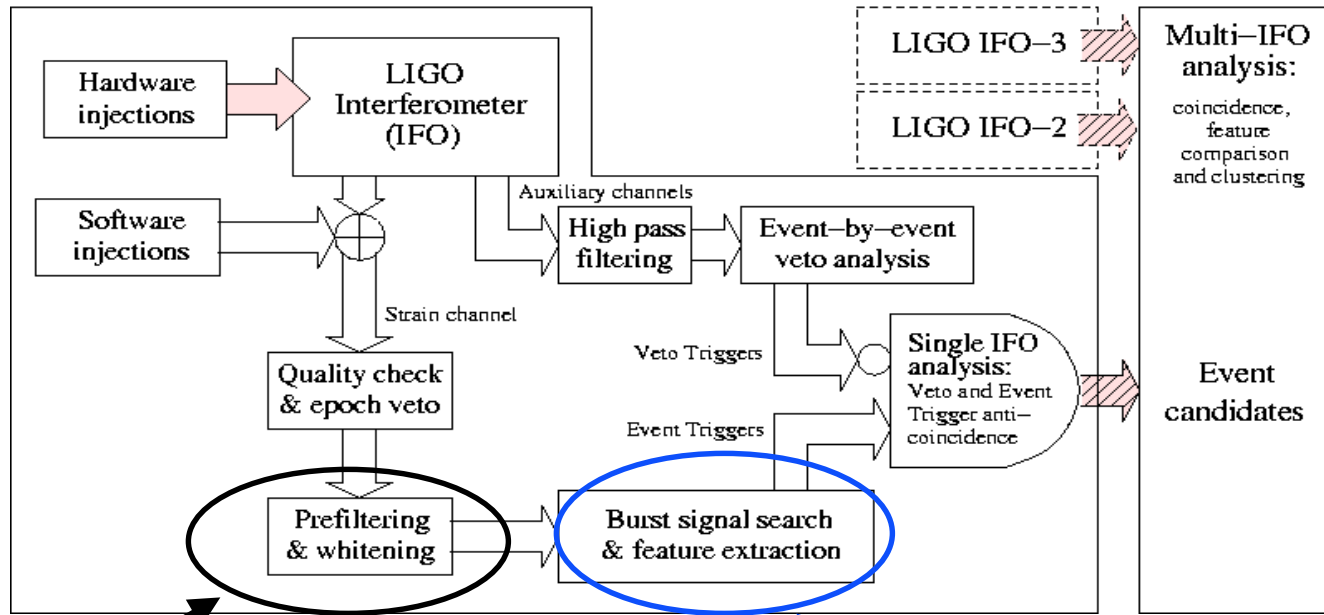 Hardware
injections
LIGO
Interferometer
(IFO)
LIGO IFO−3
LIGO IFO−2
Multi−IFO
analysis:
coincidence,
feature
comparison
and clustering
Software
injections
Auxiliary channels
High pass
filtering
Event−by−event
veto analysis
Strain channel
Quality check
& epoch veto
Veto Triggers
Single IFO
analysis:
Veto and Event
Trigger anti-
coincidence
Event Triggers
Event
candidates
Prefiltering
& whitening
Burst signal search
& feature extraction